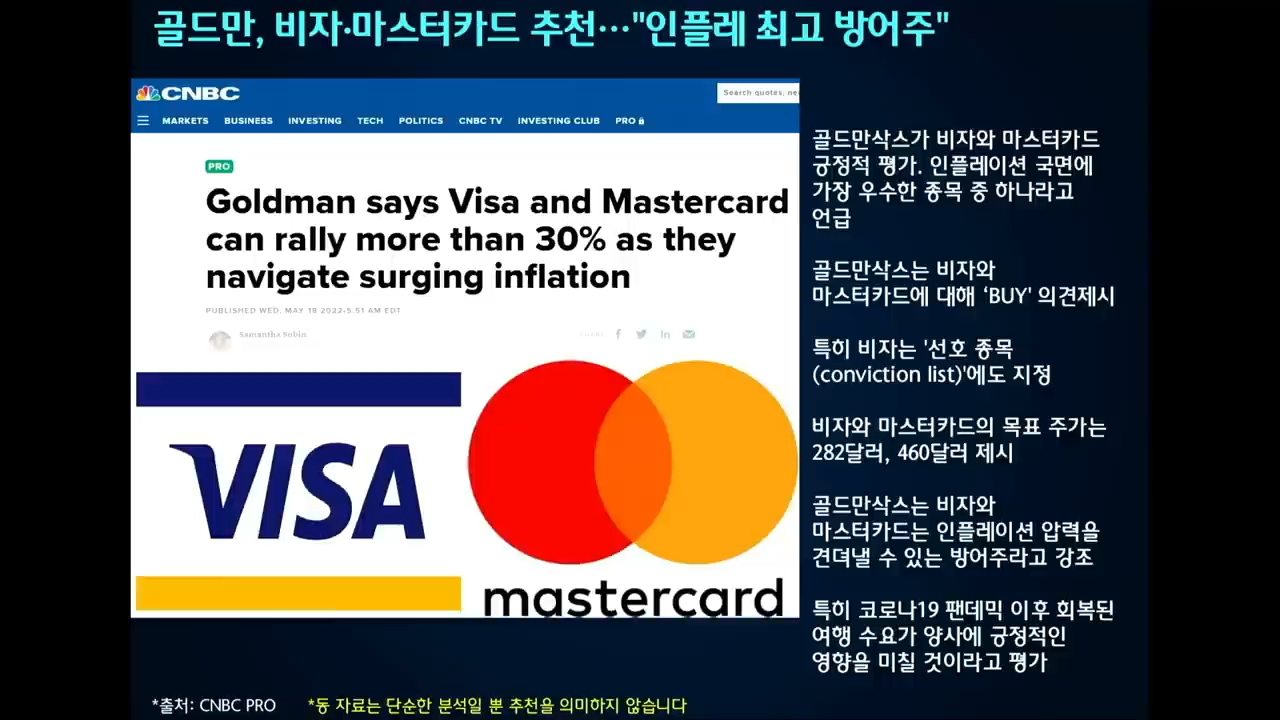 골드만, 비자·마스터카드 추천…"인플레 최고 방어주"
CNBC
Search quotes, ne
MARKETS BUSINESS INVESTING TECH POLITICS CNBC TV INVESTING CLUB PRO
PRO
Goldman says Visa and Mastercard
can rally more than 30% as they
navigate surging inflation
PUBLISHED WED, MAY 18 2022-5:51 AM EDT
Samantha Subin
SHARE
VISA
mastercard
골드만삭스가 비자와 마스터카드
긍정적 평가. 인플레이션 국면에
가장 우수한 종목 중 하나라고
언급
골드만삭스는 비자와
마스터카드에 대해 ‘BUY' 의견제시
특히 비자는 '선호 종목
(conviction list)'에도 지정
비자와 마스터카드의 목표 주가는
282달러, 460달러 제시
골드만삭스는 비자와
마스터카드는 인플레이션 압력을
견뎌낼 수 있는 방어주라고 강조
특히 코로나19 팬데믹 이후 회복된
여행 수요가 양사에 긍정적인
영향을 미칠 것이라고 평가
*출처: CNBC PRO *동 자료는 단순한 분석일 뿐 추천을 의미하지 않습니다